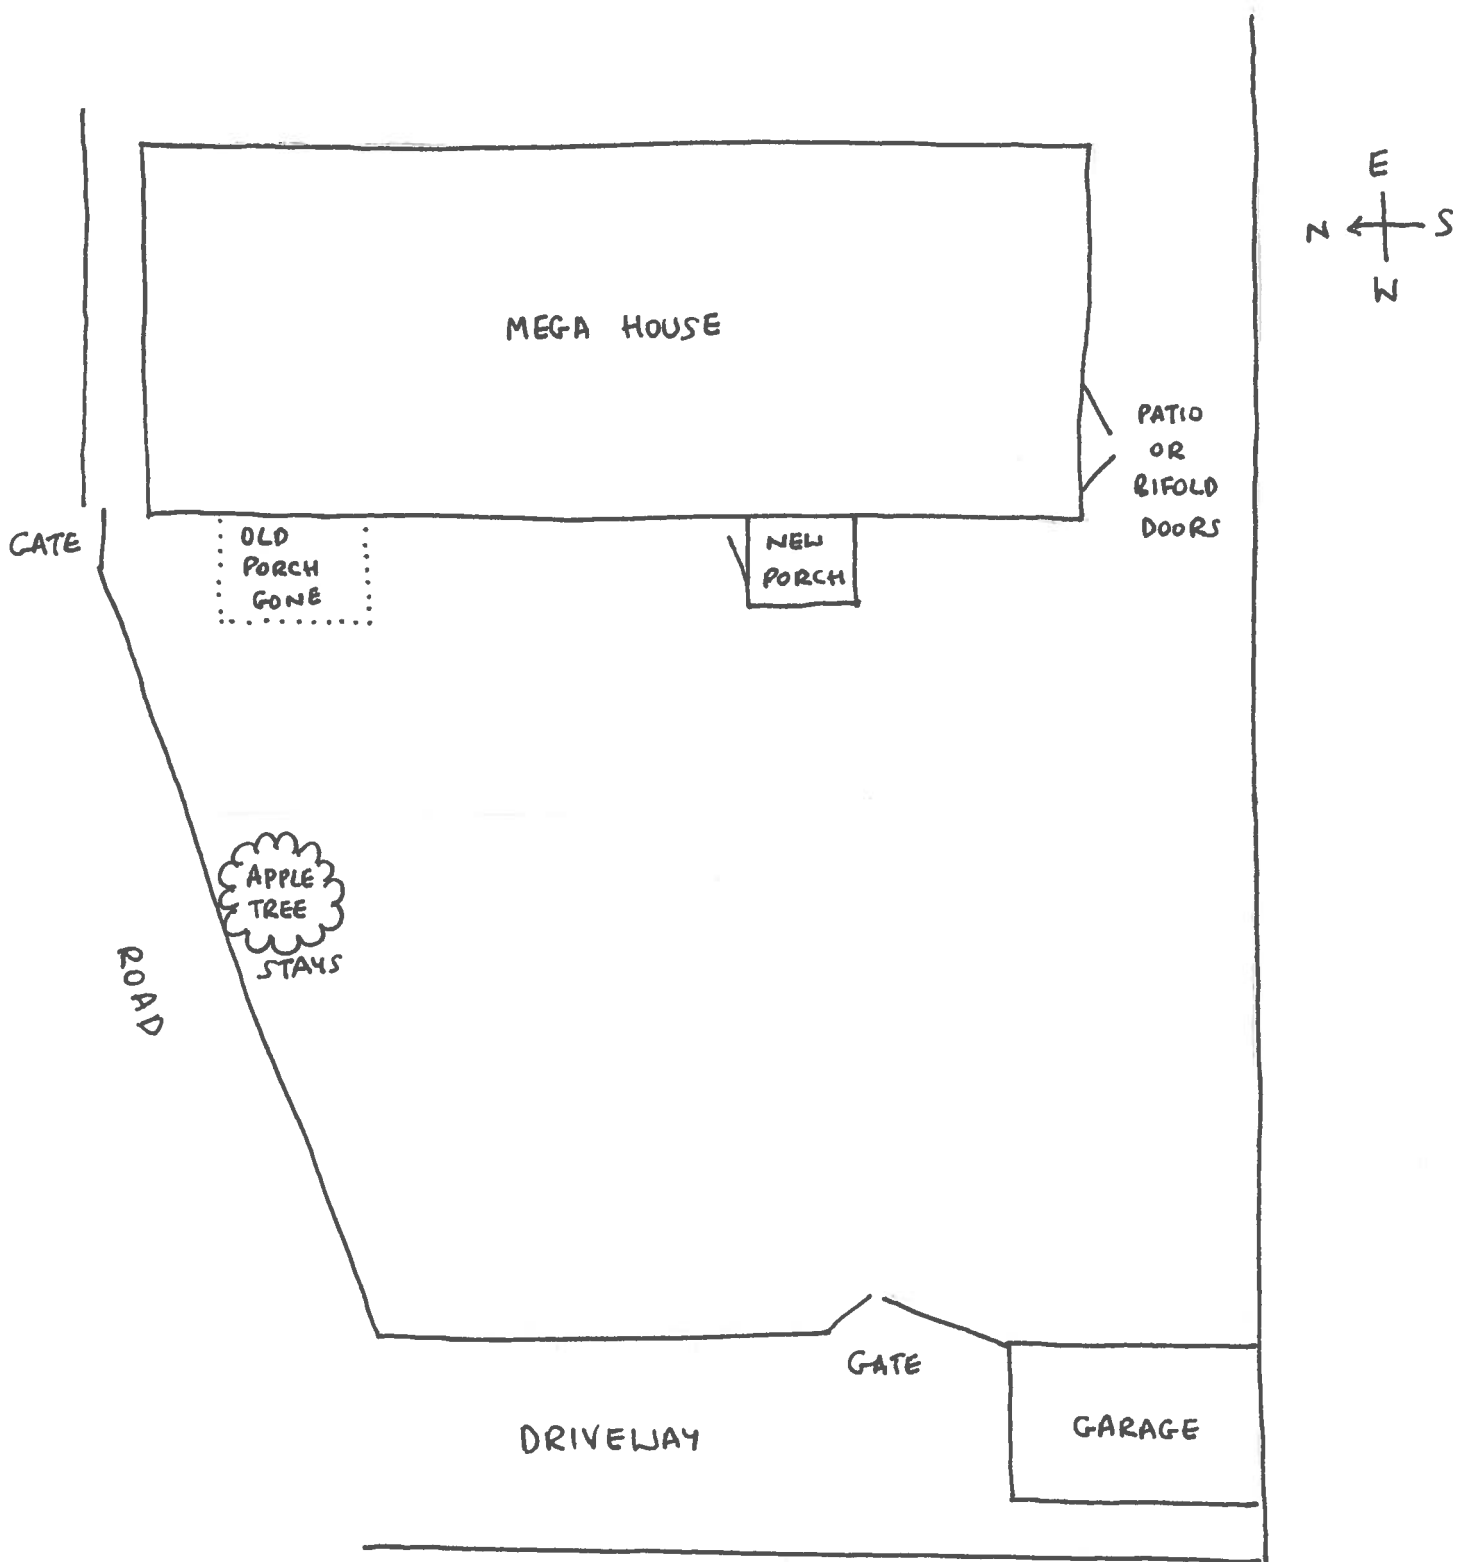 E
N S
W
MEGA HOUSE
PATIO
OR
BIFOLD
DOORS
GATE
OLD
PORCH
GONE
NEW
PORCH
APPLE
TREE
STAYS
ROAD
GATE
DRIVEWAY
GARAGE